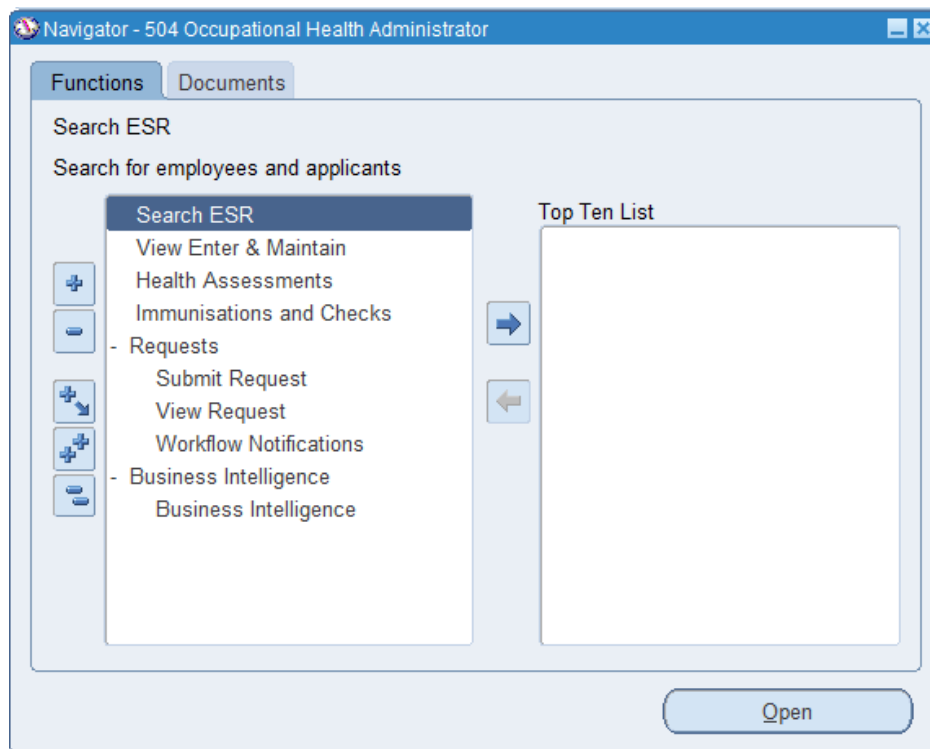 Navigator - 504 Occupational Health Administrator
Functions
Documents
Search ESR
Search for employees and applicants
Search ESR
View Enter & Maintain
Health Assessments
Immunisations and Checks
- Requests
Submit Request
View Request
Workflow Notifications
- Business Intelligence
Business Intelligence
Top Ten List
Open